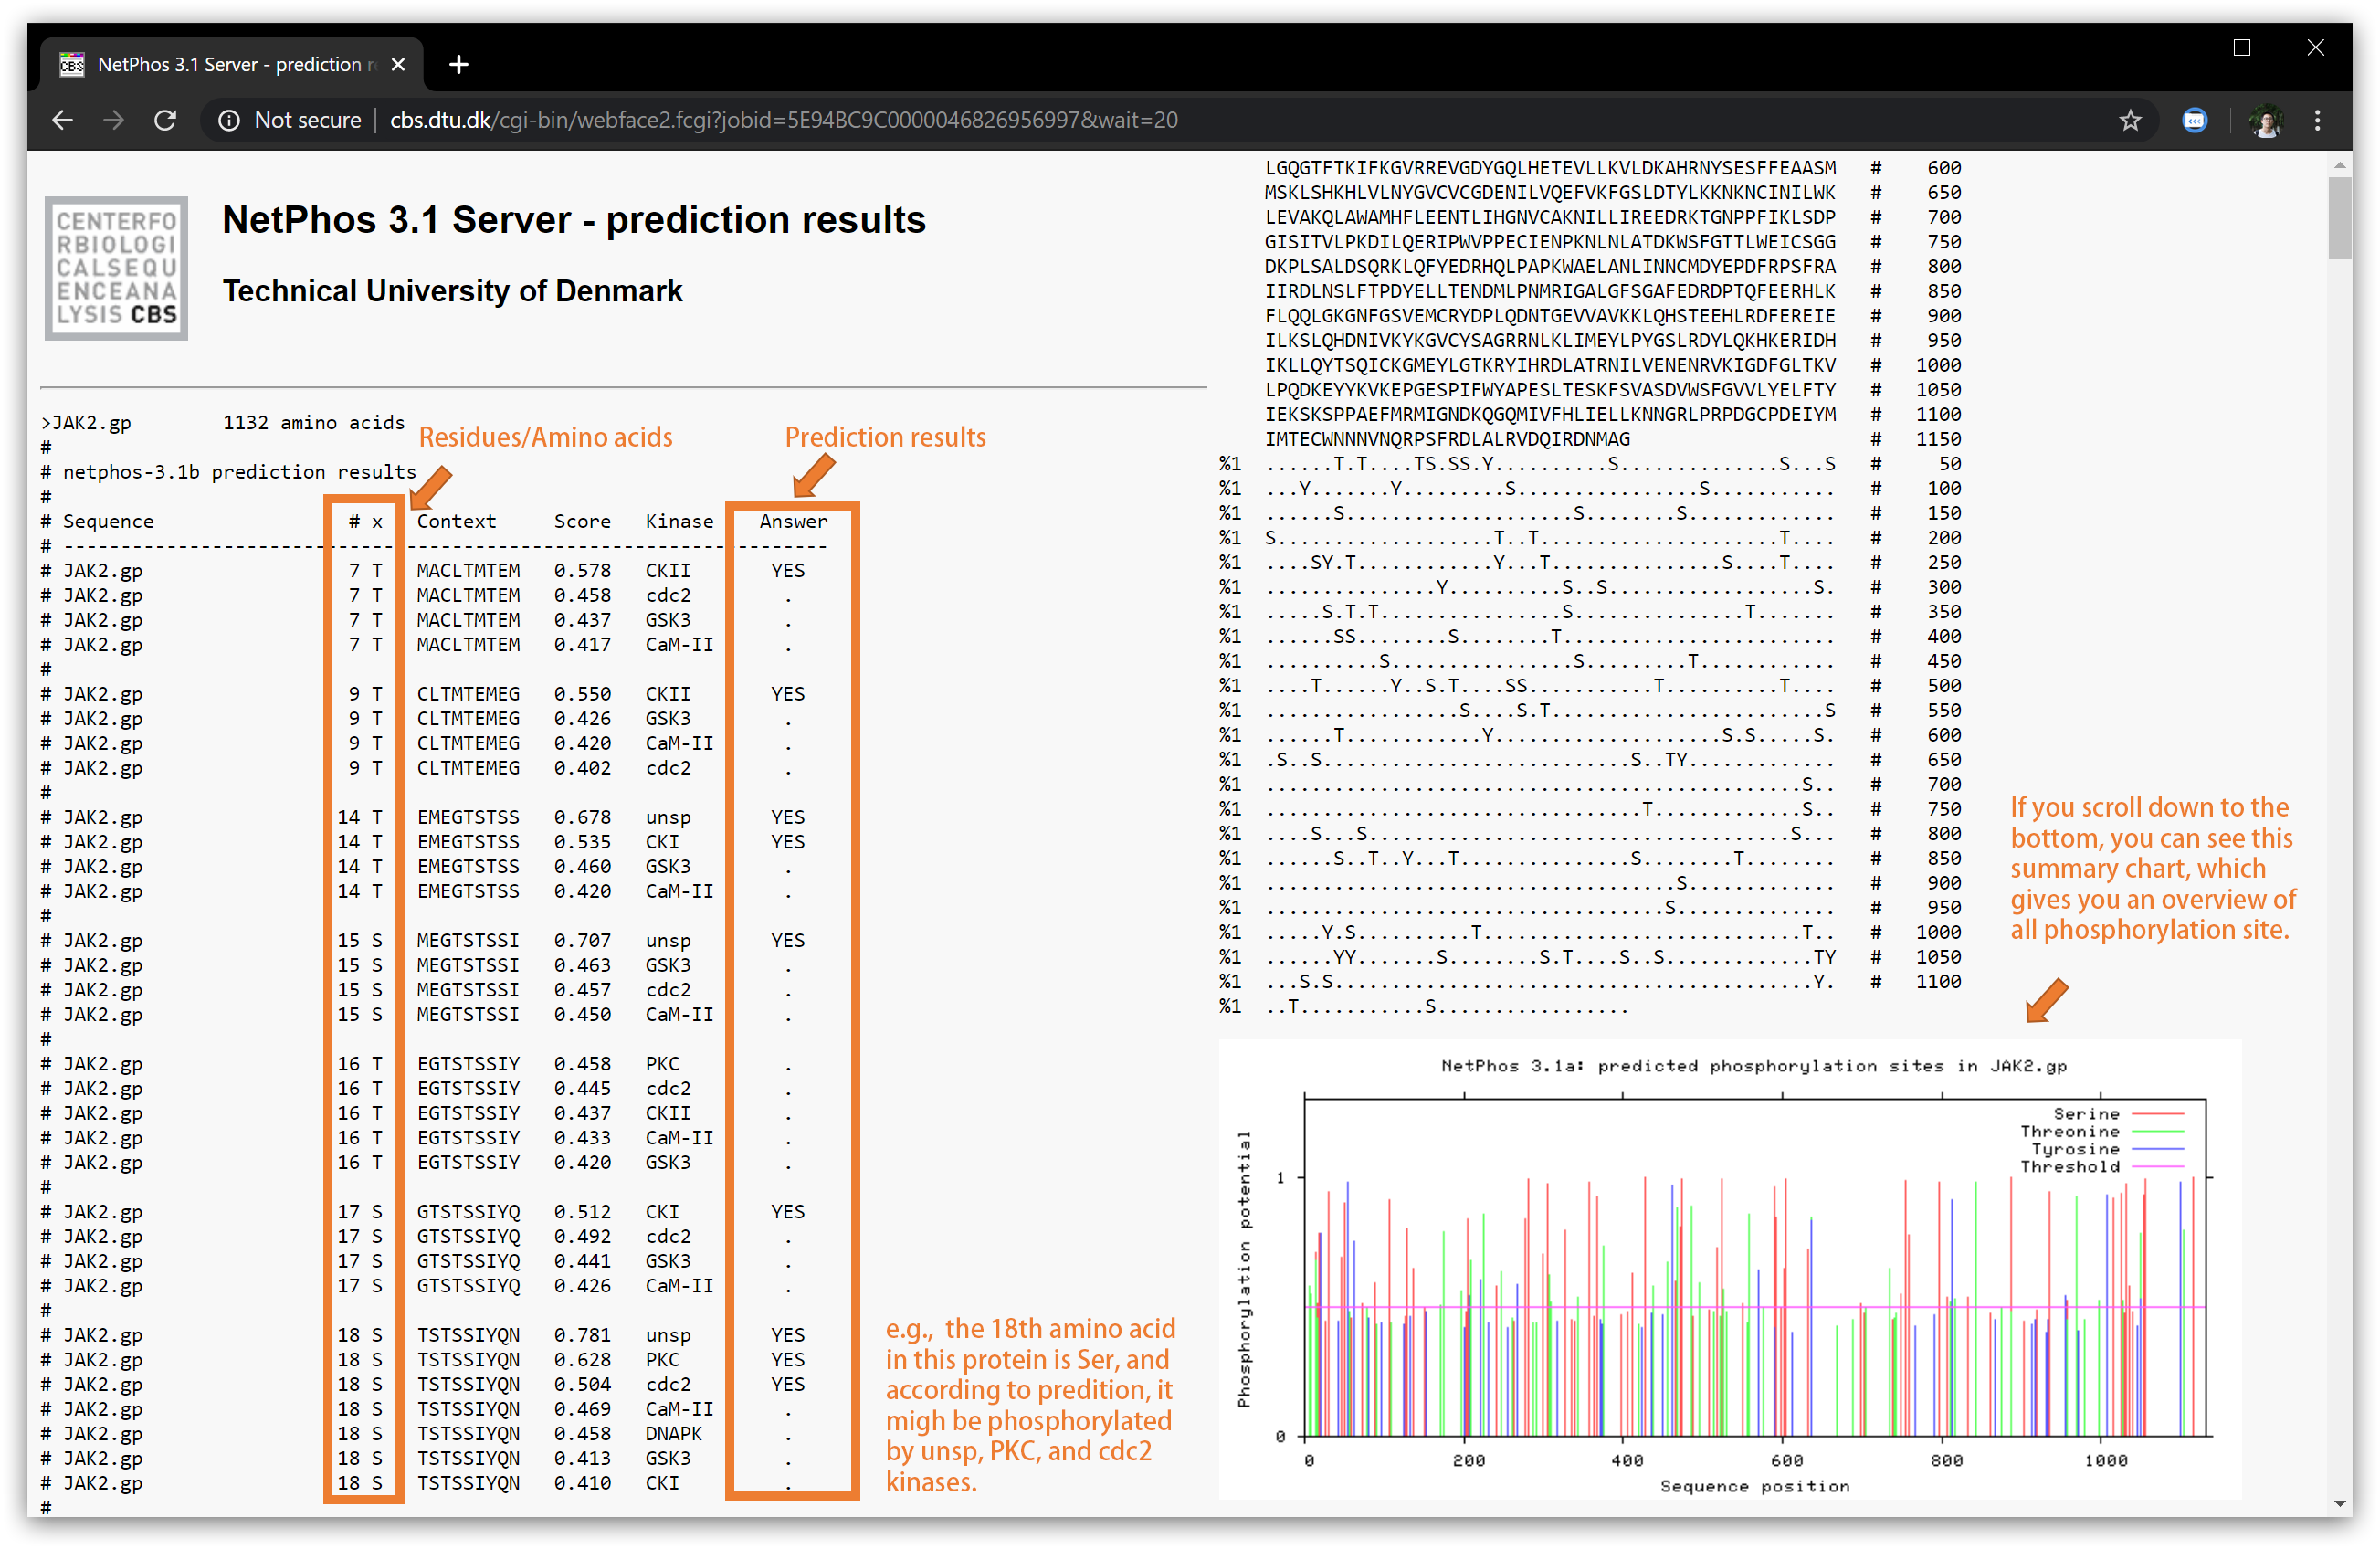 NetPhos 3.1 Server - prediction r
Not secure | cbs.dtu.dk/cgi-bin/webface2.fcgi?jobid=5E94BC9C0000046826956997&wait=20
CENTERFO
RBIOLOGI
CALSEQU
ENCEANA
LYSIS CBS
NetPhos 3.1 Server - prediction results
Technical University of Denmark
>JAK2.gp 1132 amino acids
#
# netphos-3.1b prediction results
#
Residues/Amino acids
Prediction results
# Sequence # x Context Score Kinase Answer
# -------------------------------------------------------------------
# JAK2.gp 7 T MACLTMTEM 0.578 CKII YES
# JAK2.gp 7 T MACLTMTEM 0.458 cdc2 .
# JAK2.gp 7 T MACLTMTEM 0.437 GSK3 .
# JAK2.gp 7 T MACLTMTEM 0.417 CaM-II .
#
# JAK2.gp 9 T CLTMTEMEG 0.550 CKII YES
# JAK2.gp 9 T CLTMTEMEG 0.426 GSK3 .
# JAK2.gp 9 T CLTMTEMEG 0.420 CaM-II .
# JAK2.gp 9 T CLTMTEMEG 0.402 cdc2 .
#
# JAK2.gp 14 T EMEGTSTSS 0.678 unsp YES
# JAK2.gp 14 T EMEGTSTSS 0.535 CKI YES
# JAK2.gp 14 T EMEGTSTSS 0.460 GSK3 .
# JAK2.gp 14 T EMEGTSTSS 0.420 CaM-II .
#
# JAK2.gp 15 S MEGTSTSSI 0.707 unsp YES
# JAK2.gp 15 S MEGTSTSSI 0.463 GSK3 .
# JAK2.gp 15 S MEGTSTSSI 0.457 cdc2 .
# JAK2.gp 15 S MEGTSTSSI 0.450 CaM-II .
#
# JAK2.gp 16 T EGTSTSSIY 0.458 PKC .
# JAK2.gp 16 T EGTSTSSIY 0.445 cdc2 .
# JAK2.gp 16 T EGTSTSSIY 0.437 CKII .
# JAK2.gp 16 T EGTSTSSIY 0.433 CaM-II .
# JAK2.gp 16 T EGTSTSSIY 0.420 GSK3 .
#
# JAK2.gp 17 S GTSTSSIYQ 0.512 CKI YES
# JAK2.gp 17 S GTSTSSIYQ 0.492 cdc2 .
# JAK2.gp 17 S GTSTSSIYQ 0.441 GSK3 .
# JAK2.gp 17 S GTSTSSIYQ 0.426 CaM-II .
#
# JAK2.gp 18 S TSTSSIYQN 0.781 unsp YES
# JAK2.gp 18 S TSTSSIYQN 0.628 PKC YES
# JAK2.gp 18 S TSTSSIYQN 0.504 cdc2 YES
# JAK2.gp 18 S TSTSSIYQN 0.469 CaM-II .
# JAK2.gp 18 S TSTSSIYQN 0.458 DNAPK .
# JAK2.gp 18 S TSTSSIYQN 0.413 GSK3 .
# JAK2.gp 18 S TSTSSIYQN 0.410 CKI .
#
e.g., the 18th amino acid
in this protein is Ser, and
according to predition, it
migh be phosphorylated
by unsp, PKC, and cdc2
kinases.
LGQGTFTKIFKGVRREVGDYGQLHETEVLLKVLDKAHRNYSESFFEAASM # 600
MSKLSHKHLVLNYGVCVCGDENILVQEFVKFGSLDTYLKKNKNCINILWK # 650
LEVAKQLAWAMHFLEENTLIHGNVCAKNILLIREEDRKTGNPPFIKLSDP # 700
GISITVLPKDILQERIPWVPPECIENPKNLNLATDKWSFGTTLWEICSGG # 750
DKPLSALDSQRKLQFYEDRHQLPAPKWAELANLINNCMDYEPDFRPSFRA # 800
IIRDLNSLFTPDYELLTENDMLPNMRIGALGFSGAFEDRDPTQFEERHLK # 850
FLQQLGKGNFGSVEMCRYDPLQDNTGEVVAVKKLQHSTEEHLRDFEREIE # 900
ILKSLQHDNIVKYKGVCYSAGRRNLKLIMEYLPYGSLRDYLQKHKERIDH # 950
IKLLQYTSQICKGMEYLGTKRYIHRDLATRNILVENENRVKIGDFGLTKV # 1000
LPQDKEYYKVKEPGESPIFWYAPESLTESKFSVASDVWSFGVVLYELFTY # 1050
IEKSKSPPAEFMRMIGNDKQGQMIVFHLIELLKNNGRLPRPDGCPDEIYM # 1100
IMTECWNNNVNQRPSFRDLALRVDQIRDNMAG # 1150
%1 ......T.T....TS.SS.Y..........S..............S...S # 50
%1 ...Y.......Y.........S................S........... # 100
%1 ......S....................S........S............. # 150
%1 S...................T..T.....................T.... # 200
%1 ....SY.T............Y...T...............S....T.... # 250
%1 ...............Y..........S..S..................S. # 300
%1 .....S.T.T................S...............T....... # 350
%1 ......SS........S........T........................ # 400
%1 ..........S................S.........T............ # 450
%1 ....T......Y..S.T....SS...........T..........T.... # 500
%1 .................S....S.T........................S # 550
%1 ......T............Y....................S.S.....S. # 600
%1 .S..S...........................S..TY............. # 650
%1 ...............................................S.. # 700
%1 .................................T.............S.. # 750
%1 ....S...S.....................................S... # 800
%1 ......S..T..Y...T...............S........T........ # 850
%1 ....................................S............. # 900
%1 ...................................S.............. # 950
%1 .....Y.S..........T............................T.. # 1000
%1 ......YY.......S........S.T....S..S.............TY # 1050
%1 ...S.S..........................................Y. # 1100
%1 ..T...........S.................
If you scroll down to the
bottom, you can see this
summary chart, which
gives you an overview of
all phosphorylation site.
NetPhos 3.1a: predicted phosphorylation sites in JAK2.gp
Serine
Threonine
Tyrosine
Threshold
Phosphorylation potential
1
0
0 200 400 600 800 1000
Sequence position